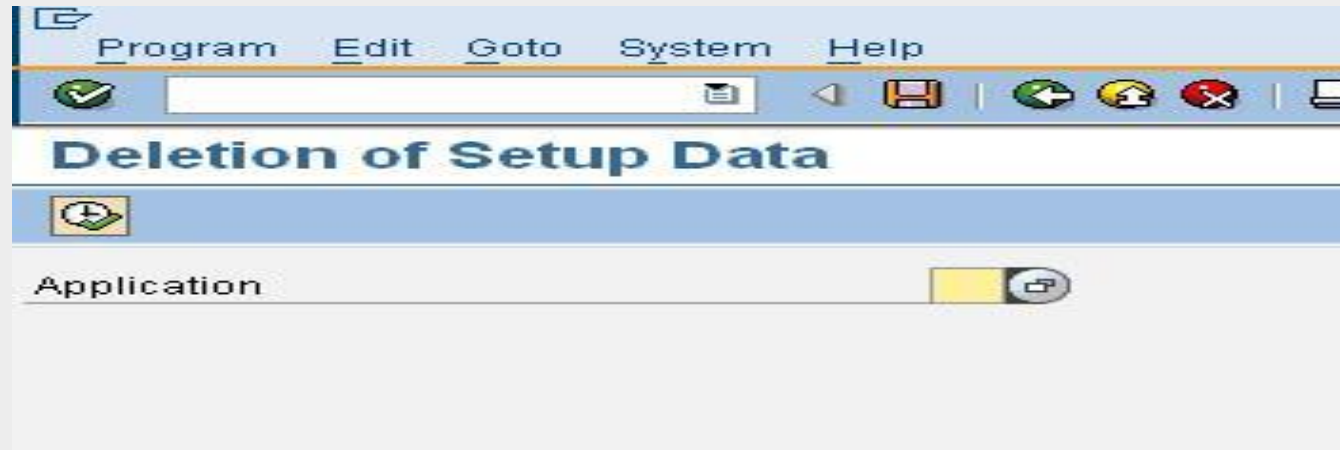 Program Edit Goto System Help
Deletion of Setup Data
Application